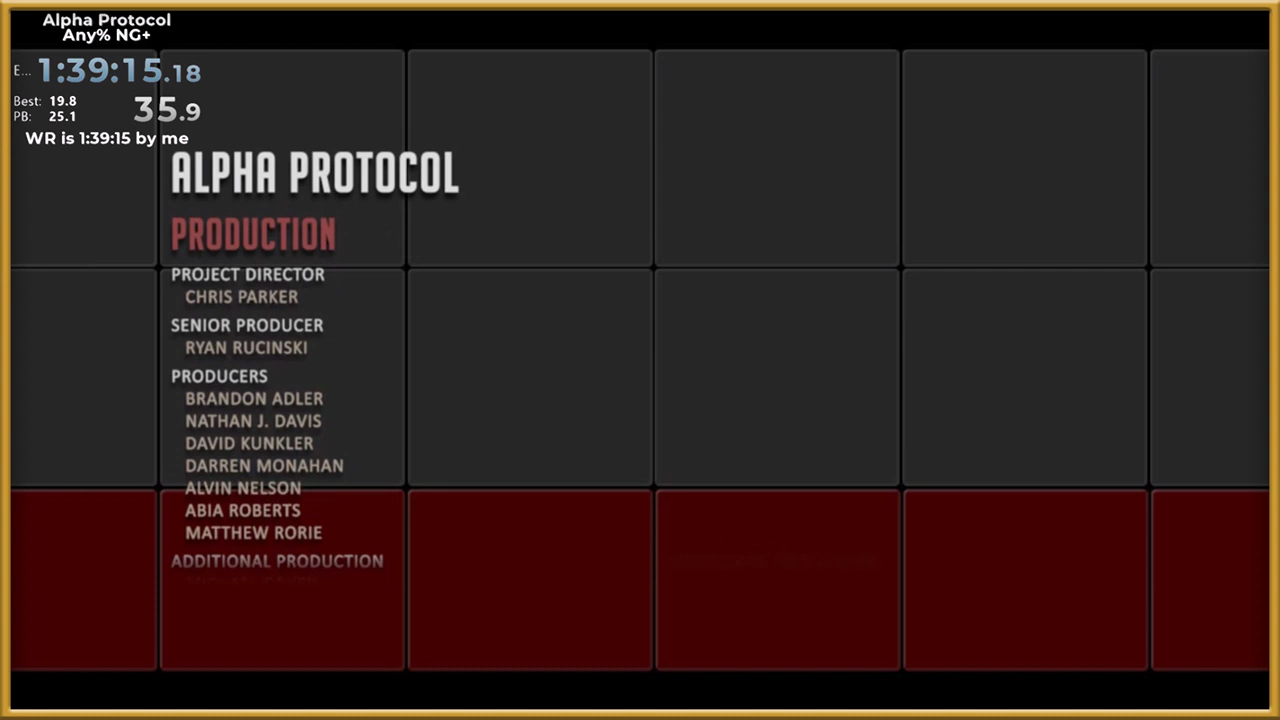 Alpha Protocol
Any% NG+
E... 1:39:15.18
Best: 19.8
PB: 25.1
35.9
WR is 1:39:15 by me
ALPHA PROTOCOL
PRODUCTION
PROJECT DIRECTOR
CHRIS PARKER
SENIOR PRODUCER
RYAN RUCINSKI
PRODUCERS
BRANDON ADLER
NATHAN J. DAVIS
DAVID KUNKLER
DARREN MONAHAN
ALVIN NELSON
ABIA ROBERTS
MATTHEW RORIE
ADDITIONAL PRODUCTION